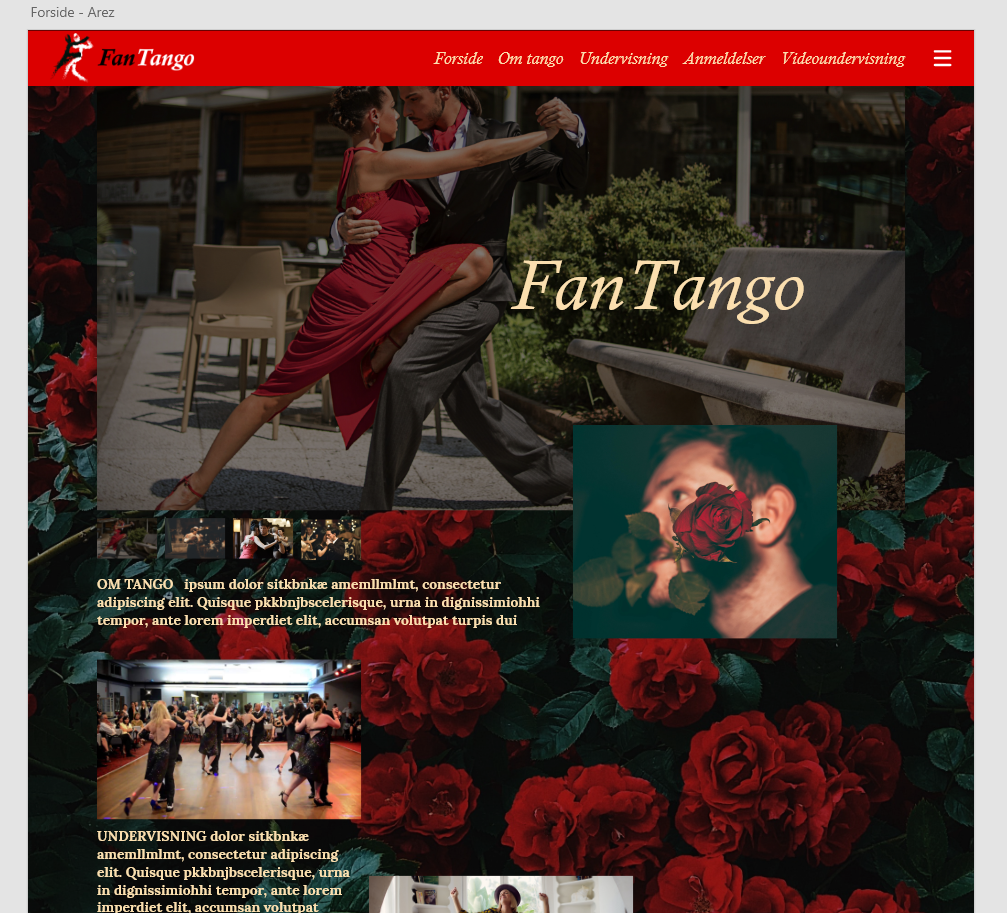 Forside - Arez
FanTango
Forside Om tango Undervisning Anmeldelser Videoundervisning
FanTango
OM TANGO ipsum dolor sitkbnkæ amemllmlmt, consectetur
adipiscing elit. Quisque pkkbnjbscelerisque, urna in dignissimiohhi
tempor, ante lorem imperdiet elit, accumsan volutpat turpis dui
UNDERVISNING dolor sitkbnkæ
amemllmlmt, consectetur adipiscing
elit. Quisque pkkbnjbscelerisque, urna
in dignissimiohhi tempor, ante lorem
imperdiet elit, accumsan volutpat